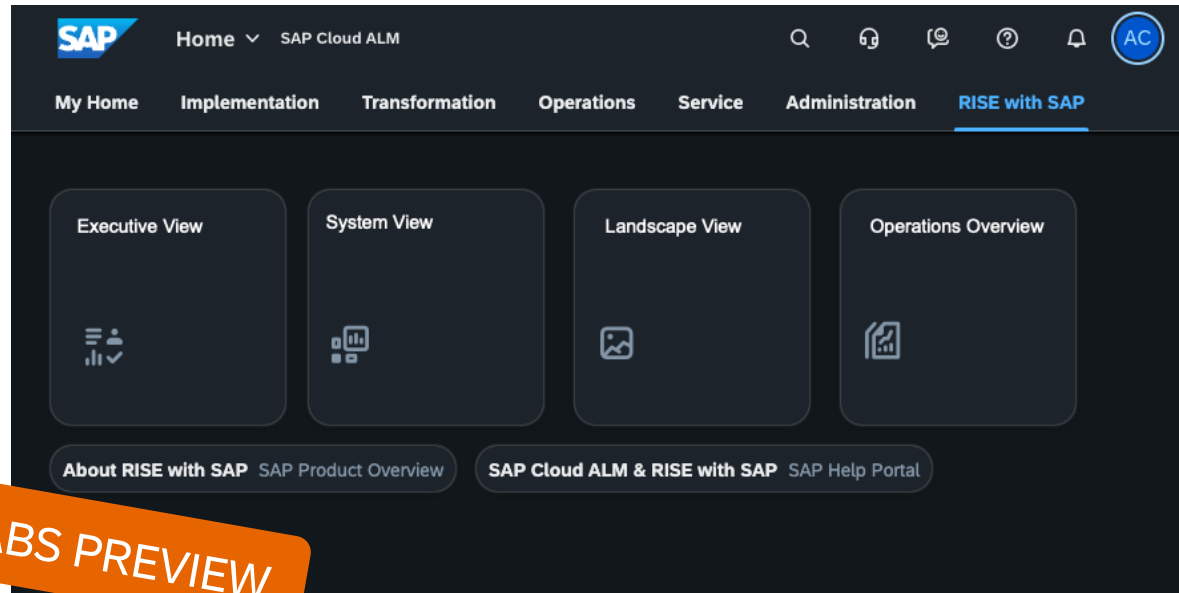 SAP Home SAP Cloud ALM AC
My Home Implementation Transformation Operations Service Administration RISE with SAP
Executive View System View Landscape View Operations Overview
About RISE with SAP SAP Product Overview SAP Cloud ALM & RISE with SAP SAP Help Portal
PREVIEW